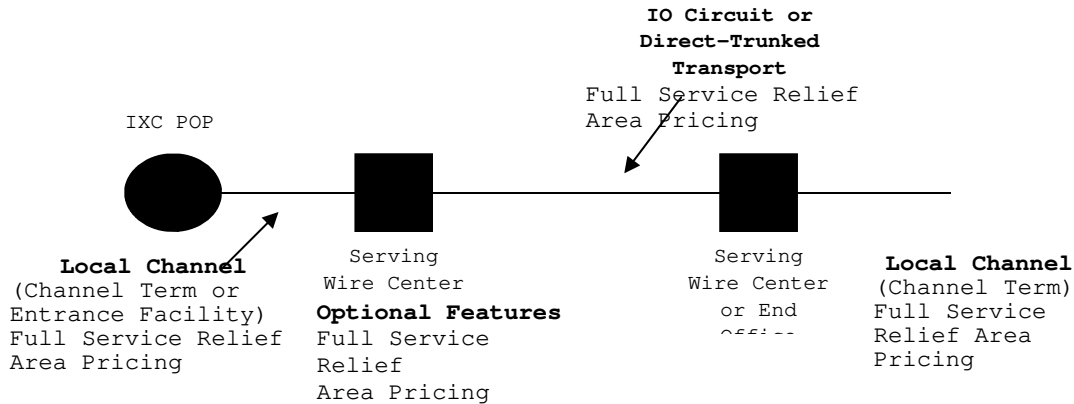 IO Circuit or
Direct-Trunked
Transport
Full Service Relief
Area Pricing
IXC POP
Local Channel
(Channel Term or
Entrance Facility)
Full Service Relief
Area Pricing
Serving
Wire Center
Optional Features
Full Service
Relief
Area Pricing
Serving
Wire Center
or End
Local Channel
(Channel Term)
Full Service
Relief Area
Pricing